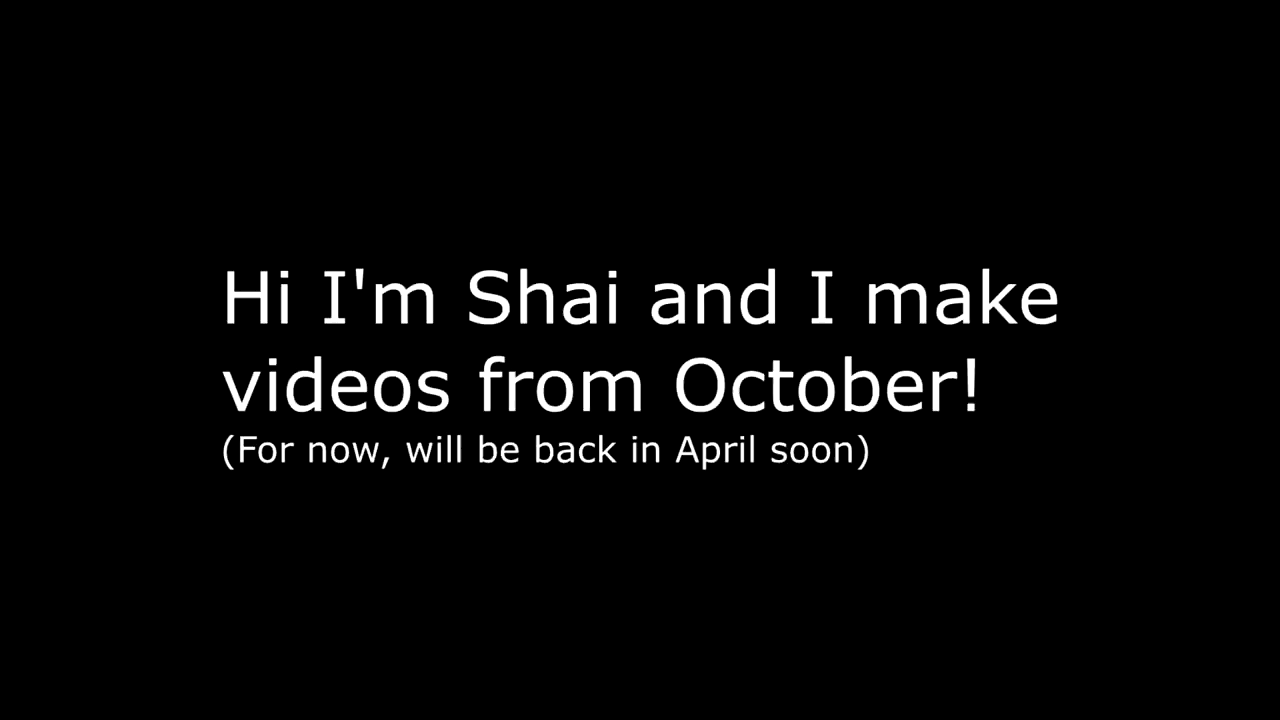 Hi I'm Shai and I make
videos from October!
(For now, will be back in April soon)